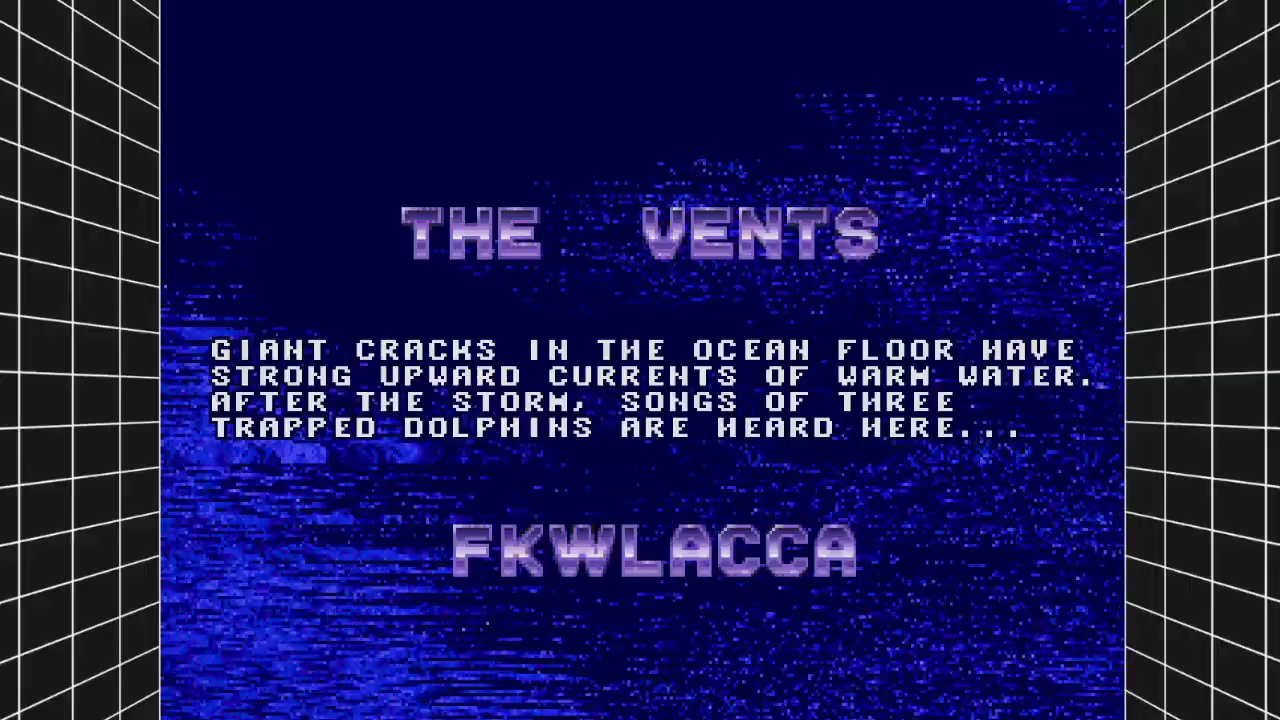 THE VENTS
GIANT CRACKS IN THE OCEAN FLOOR HAVE
STRONG UPWARD CURRENTS OF WARM WATER.
AFTER THE STORM, SONGS OF THREE
TRAPPED DOLPHINS ARE HEARD HERE...
FKWLACCA